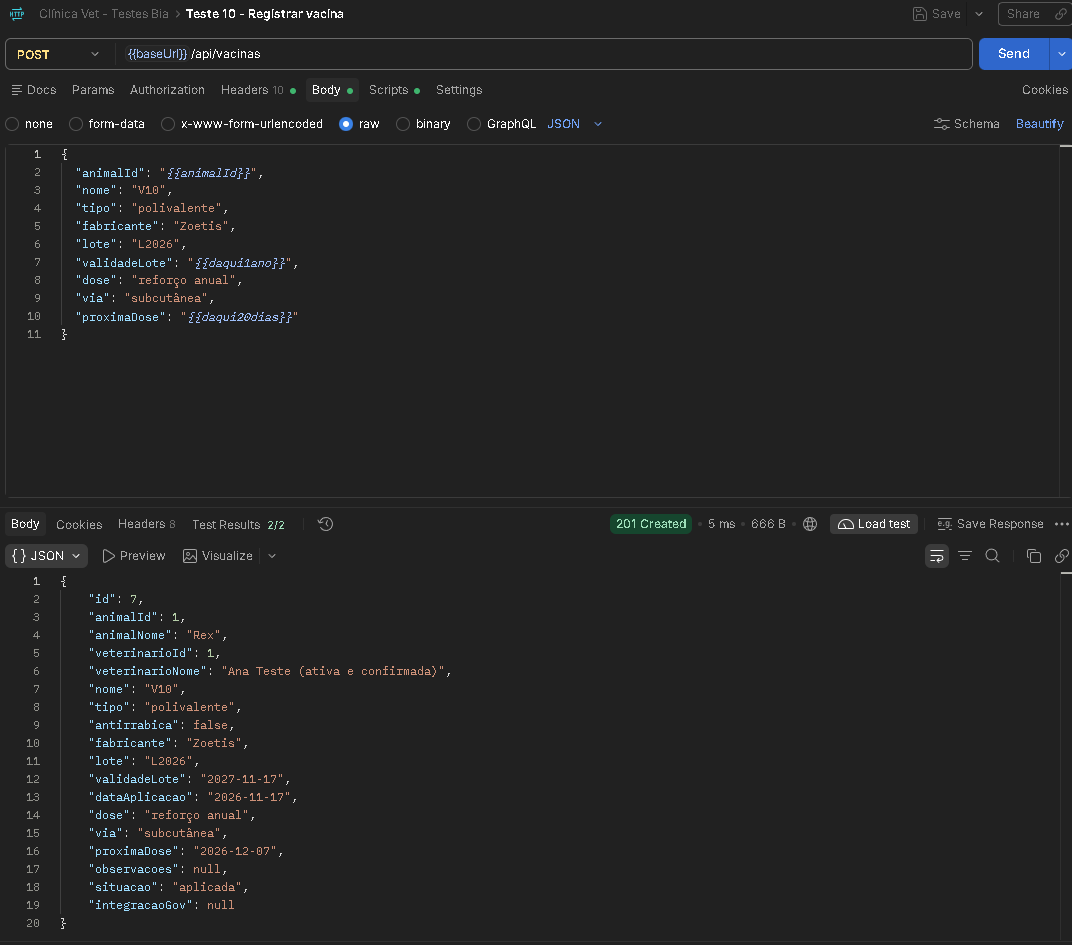 HTTP Clínica Vet - Testes Bia > Teste 10 - Registrar vacina Save Share
POST {{baseUrl}} /api/vacinas Send
Docs Params Authorization Headers 10 Body Scripts Settings Cookies
none form-data x-www-form-urlencoded raw binary GraphQL JSON Schema Beautify
1 {
2 "animalId": "{{animalId}}",
3 "nome": "V10",
4 "tipo": "polivalente",
5 "fabricante": "Zoetis",
6 "lote": "L2026",
7 "validadeLote": "{{daqui1ano}}",
8 "dose": "reforço anual",
9 "via": "subcutânea",
10 "proximaDose": "{{daqui20dias}}"
11 }
Body Cookies Headers 8 Test Results 2/2 201 Created 5 ms 666 B Load test e.g. Save Response
{} JSON Preview Visualize
1 {
2 "id": 7,
3 "animalId": 1,
4 "animalNome": "Rex",
5 "veterinarioId": 1,
6 "veterinarioNome": "Ana Teste (ativa e confirmada)",
7 "nome": "V10",
8 "tipo": "polivalente",
9 "antirrabica": false,
10 "fabricante": "Zoetis",
11 "lote": "L2026",
12 "validadeLote": "2027-11-17",
13 "dataAplicacao": "2026-11-17",
14 "dose": "reforço anual",
15 "via": "subcutânea",
16 "proximaDose": "2026-12-07",
17 "observacoes": null,
18 "situacao": "aplicada",
19 "integracaoGov": null
20 }